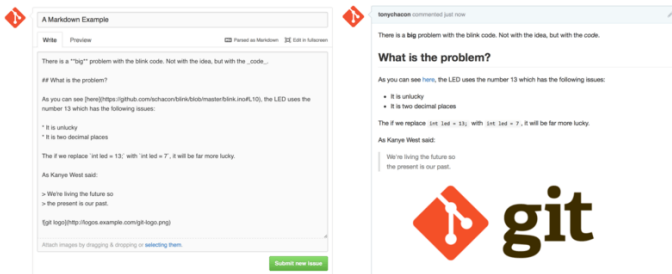 A Markdown Example
Write Preview Parsed as Markdown Edit in fullscreen
There is a **big** problem with the blink code. Not with the idea, but with the _code_.
## What is the problem?
As you can see [here](https://github.com/schacon/blink/blob/master/blink.ino#L10), the LED uses the
number 13 which has the following issues:
* It is unlucky
* It is two decimal places
The if we replace `int led = 13;` with `int led = 7`, it will be far more lucky.
As Kanye West said:
> We're living the future so
> the present is our past.
![git logo](http://logos.example.com/git-logo.png)
Attach images by dragging & dropping or selecting them.
Submit new issue
tonychacon commented just now
There is a big problem with the blink code. Not with the idea, but with the code.
What is the problem?
As you can see here, the LED uses the number 13 which has the following issues:
It is unlucky
It is two decimal places
The if we replace int led = 13; with int led = 7, it will be far more lucky.
As Kanye West said:
We're living the future so
the present is our past.
git